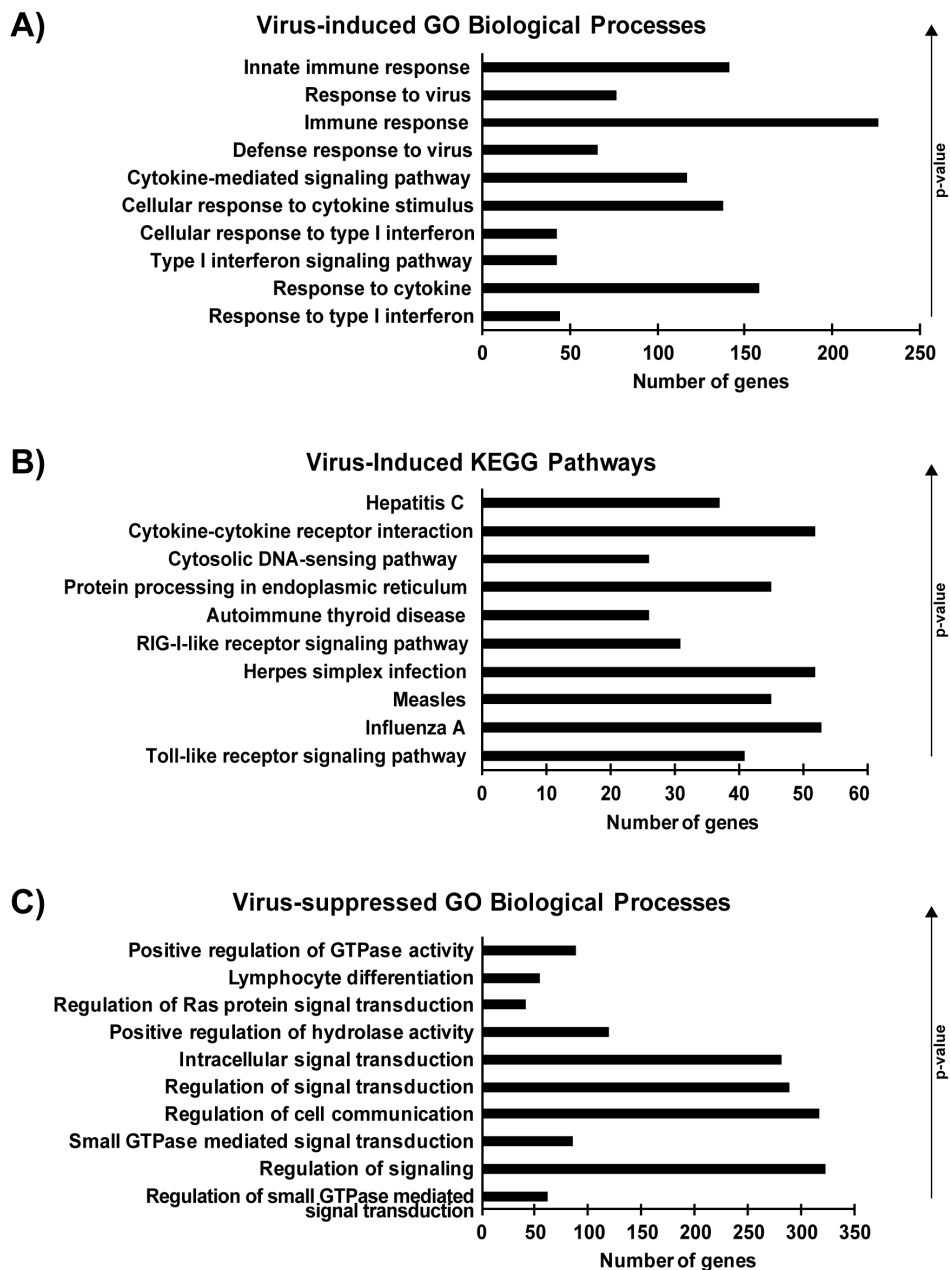 A)
Virus-induced GO Biological Processes
Innate immune response
Response to virus
Immune response
Defense response to virus
Cytokine-mediated signaling pathway
Cellular response to cytokine stimulus
Cellular response to type I interferon
Type I interferon signaling pathway
Response to cytokine
Response to type I interferon
0 50 100 150 200 250
Number of genes
p-value
B)
Virus-Induced KEGG Pathways
Hepatitis C
Cytokine-cytokine receptor interaction
Cytosolic DNA-sensing pathway
Protein processing in endoplasmic reticulum
Autoimmune thyroid disease
RIG-I-like receptor signaling pathway
Herpes simplex infection
Measles
Influenza A
Toll-like receptor signaling pathway
0 10 20 30 40 50 60
Number of genes
p-value
C)
Virus-suppressed GO Biological Processes
Positive regulation of GTPase activity
Lymphocyte differentiation
Regulation of Ras protein signal transduction
Positive regulation of hydrolase activity
Intracellular signal transduction
Regulation of signal transduction
Regulation of cell communication
Small GTPase mediated signal transduction
Regulation of signaling
Regulation of small GTPase mediated
signal transduction
0 50 100 150 200 250 300 350
Number of genes
p-value